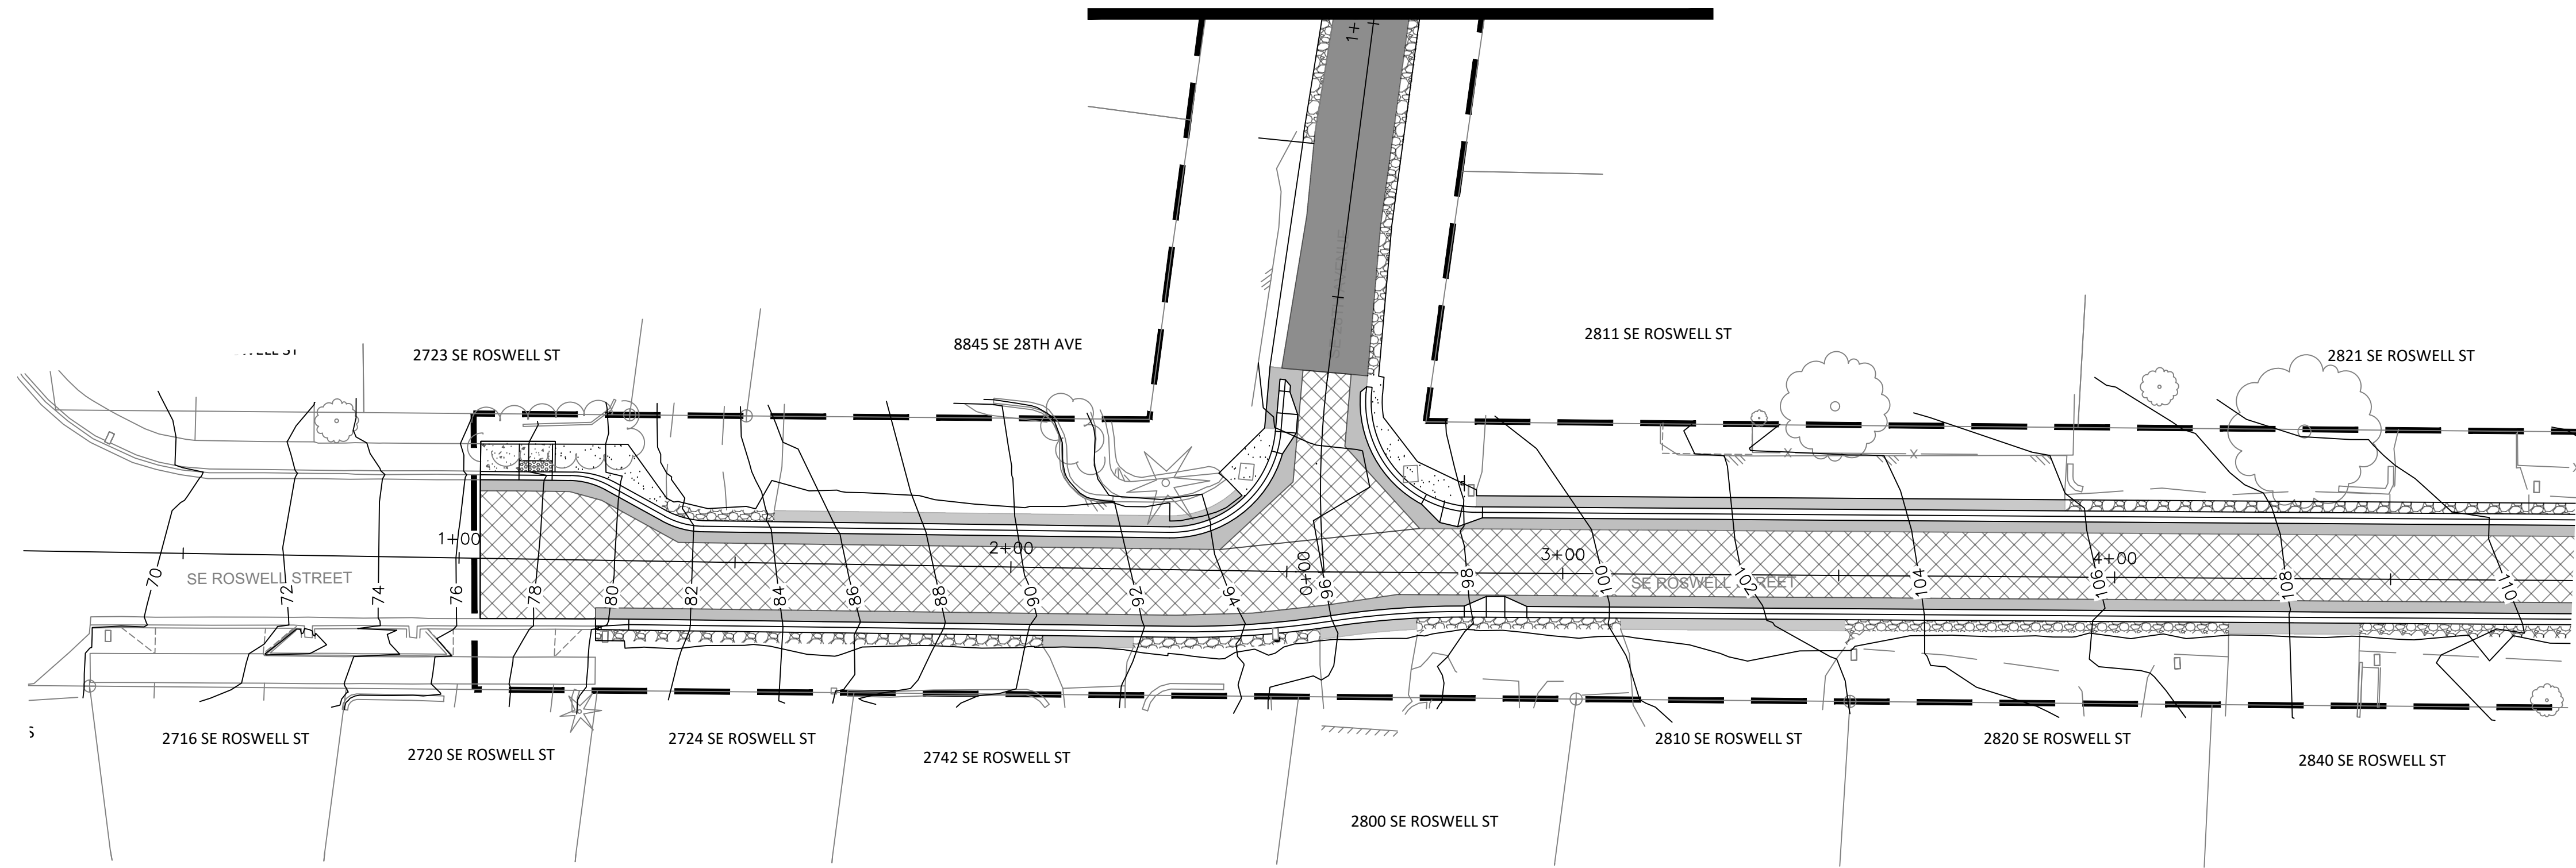 1+
2811 SE ROSWELL ST
8845 SE 28TH AVE
2723 SE ROSWELL ST
2821 SE ROSWELL ST
SE 28TH AVENUE
1+00
2+00
3+00
4+00
0+00
SE ROSWELL STREET
SE ROSWELL STREET
70
72
74
76
78
80
82
84
86
88
90
92
94
96
98
100
102
104
106
108
110
2716 SE ROSWELL ST
2720 SE ROSWELL ST
2724 SE ROSWELL ST
2742 SE ROSWELL ST
2810 SE ROSWELL ST
2820 SE ROSWELL ST
2840 SE ROSWELL ST
2800 SE ROSWELL ST